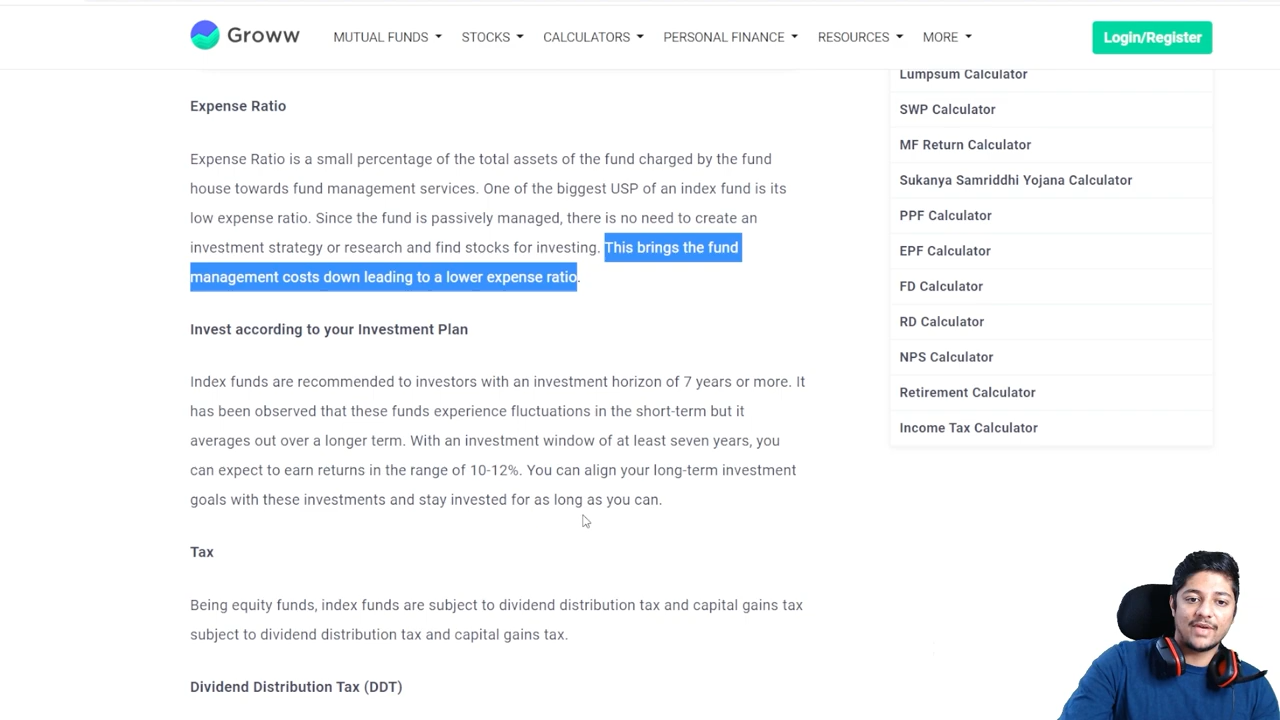 Groww
MUTUAL FUNDS
STOCKS
CALCULATORS
PERSONAL FINANCE
RESOURCES
MORE
Login/Register
Expense Ratio
Expense Ratio is a small percentage of the total assets of the fund charged by the fund
house towards fund management services. One of the biggest USP of an index fund is its
low expense ratio. Since the fund is passively managed, there is no need to create an
investment strategy or research and find stocks for investing. This brings the fund
management costs down leading to a lower expense ratio.
Invest according to your Investment Plan
Index funds are recommended to investors with an investment horizon of 7 years or more. It
has been observed that these funds experience fluctuations in the short-term but it
averages out over a longer term. With an investment window of at least seven years, you
can expect to earn returns in the range of 10-12%. You can align your long-term investment
goals with these investments and stay invested for as long as you can.
Tax
Being equity funds, index funds are subject to dividend distribution tax and capital gains tax
subject to dividend distribution tax and capital gains tax.
Dividend Distribution Tax (DDT)
Lumpsum Calculator
SWP Calculator
MF Return Calculator
Sukanya Samriddhi Yojana Calculator
PPF Calculator
EPF Calculator
FD Calculator
RD Calculator
NPS Calculator
Retirement Calculator
Income Tax Calculator